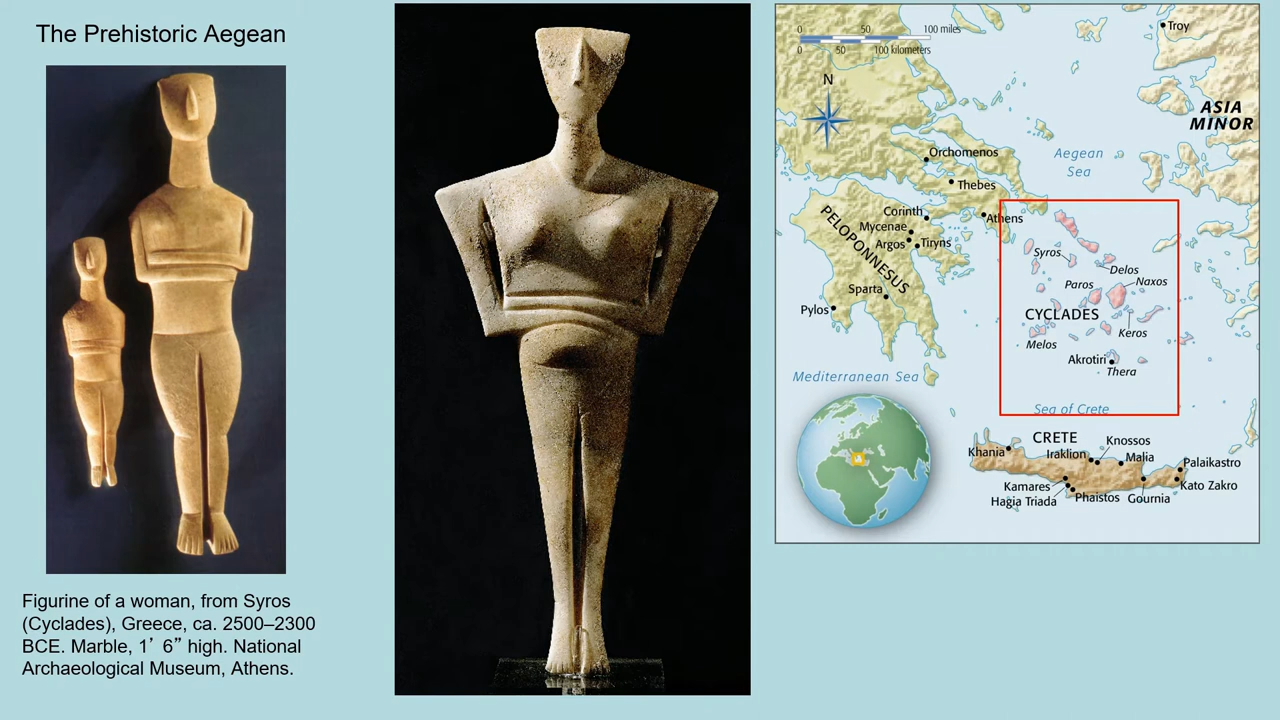 The Prehistoric Aegean
Figurine of a woman, from Syros
(Cyclades), Greece, ca. 2500–2300
BCE. Marble, 1’ 6” high. National
Archaeological Museum, Athens.
0 50 100 miles
0 50 100 kilometers
N
Troy
ASIA
MINOR
Aegean
Sea
Orchomenos
Thebes
Corinth
Athens
Mycenae
Argos
Tiryns
PELOPONNESUS
Sparta
Pylos
Syros
Delos
Naxos
Paros
CYCLADES
Keros
Melos
Akrotiri
Thera
Mediterranean Sea
Sea of Crete
CRETE
Knossos
Khania
Iraklion
Malia
Palaikastro
Kamares
Kato Zakro
Hagia Triada
Phaistos
Gournia